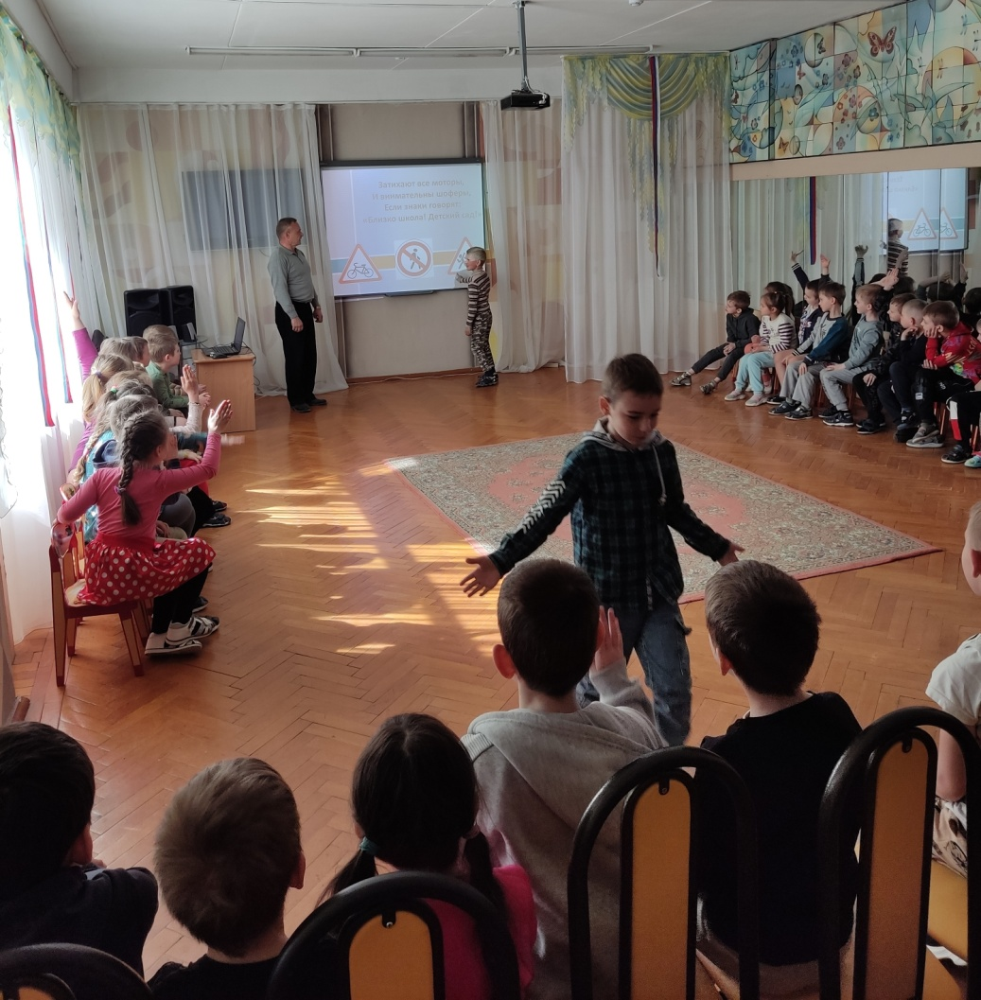 Затихают все моторы,
И внимательны шоферы,
Если знаки говорят:
«Близко школа! Детский сад!»